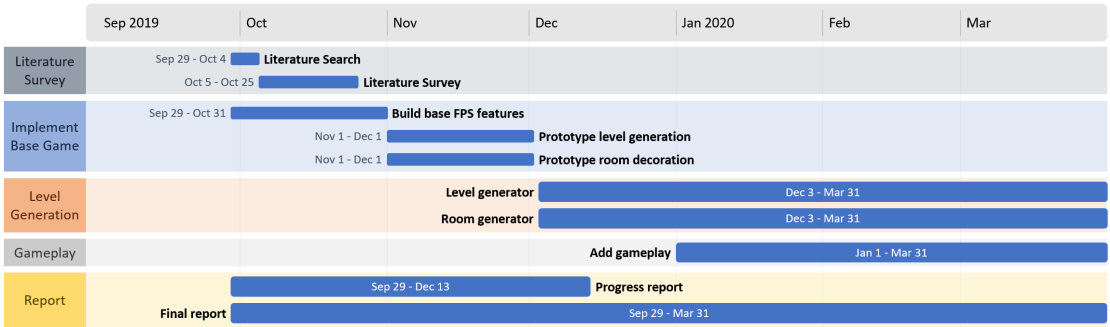 Sep 2019 Oct Nov Dec Jan 2020 Feb Mar
Literature
Survey
Sep 29 - Oct 4 Literature Search
Oct 5 - Oct 25 Literature Survey
Implement
Base Game
Sep 29 - Oct 31 Build base FPS features
Nov 1 - Dec 1 Prototype level generation
Nov 1 - Dec 1 Prototype room decoration
Level
Generation
Level generator Dec 3 - Mar 31
Room generator Dec 3 - Mar 31
Gameplay
Add gameplay Jan 1 - Mar 31
Report
Sep 29 - Dec 13 Progress report
Final report Sep 29 - Mar 31